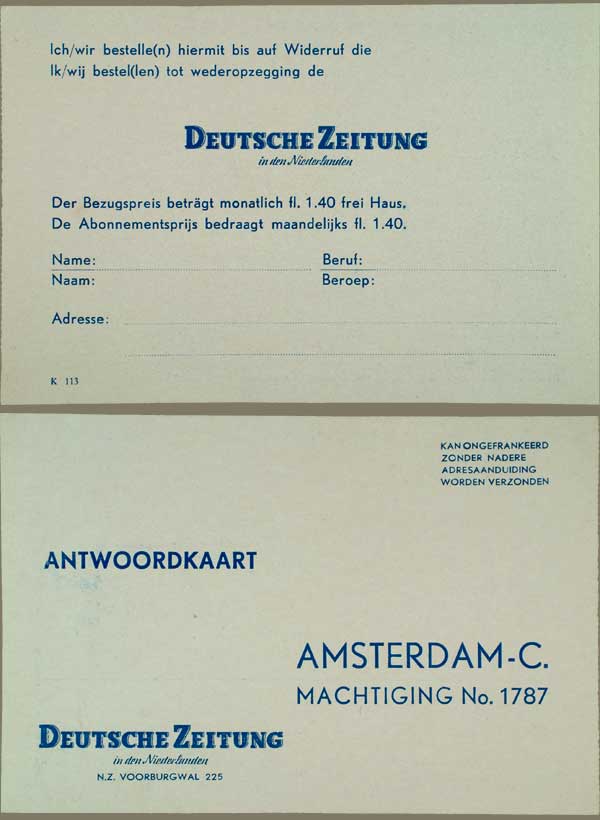 Ich/wir bestelle(n) hiermit bis auf Widerruf die
Ik/wij bestel(len) tot wederopzegging de
DEUTSCHE ZEITUNG
in den Niederlanden
Der Bezugspreis beträgt monatlich fl. 1.40 frei Haus.
De Abonnementsprijs bedraagt maandelijks fl. 1.40.
Name: Beruf:
Naam: Beroep:
Adresse:
K 113
KAN ONGEFRANKEERD
ZONDER NADERE
ADRESAANDUIDING
WORDEN VERZONDEN
ANTWOORDKAART
AMSTERDAM-C.
MACHTIGING No. 1787
DEUTSCHE ZEITUNG
in den Niederlanden
N.Z. VOORBURGWAL 225